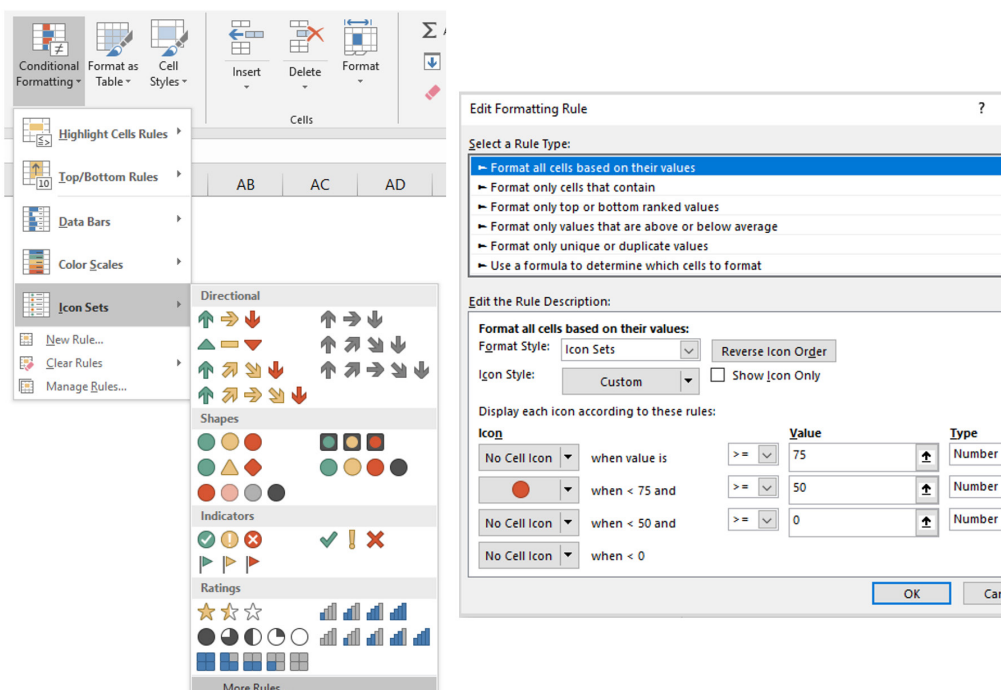 Conditional Formatting
Format as Table
Cell Styles
Insert
Delete
Format
Cells
Highlight Cells Rules
Top/Bottom Rules
Data Bars
Color Scales
Icon Sets
New Rule...
Clear Rules
Manage Rules...
AB AC AD
Directional
Shapes
Indicators
Ratings
More Rules
Edit Formatting Rule ?
Select a Rule Type:
► Format all cells based on their values
► Format only cells that contain
► Format only top or bottom ranked values
► Format only values that are above or below average
► Format only unique or duplicate values
► Use a formula to determine which cells to format
Edit the Rule Description:
Format all cells based on their values:
Format Style: Icon Sets Reverse Icon Order
Icon Style: Custom Show Icon Only
Display each icon according to these rules:
Icon Value Type
No Cell Icon when value is >= 75 Number
when < 75 and >= 50 Number
No Cell Icon when < 50 and >= 0 Number
No Cell Icon when < 0
OK